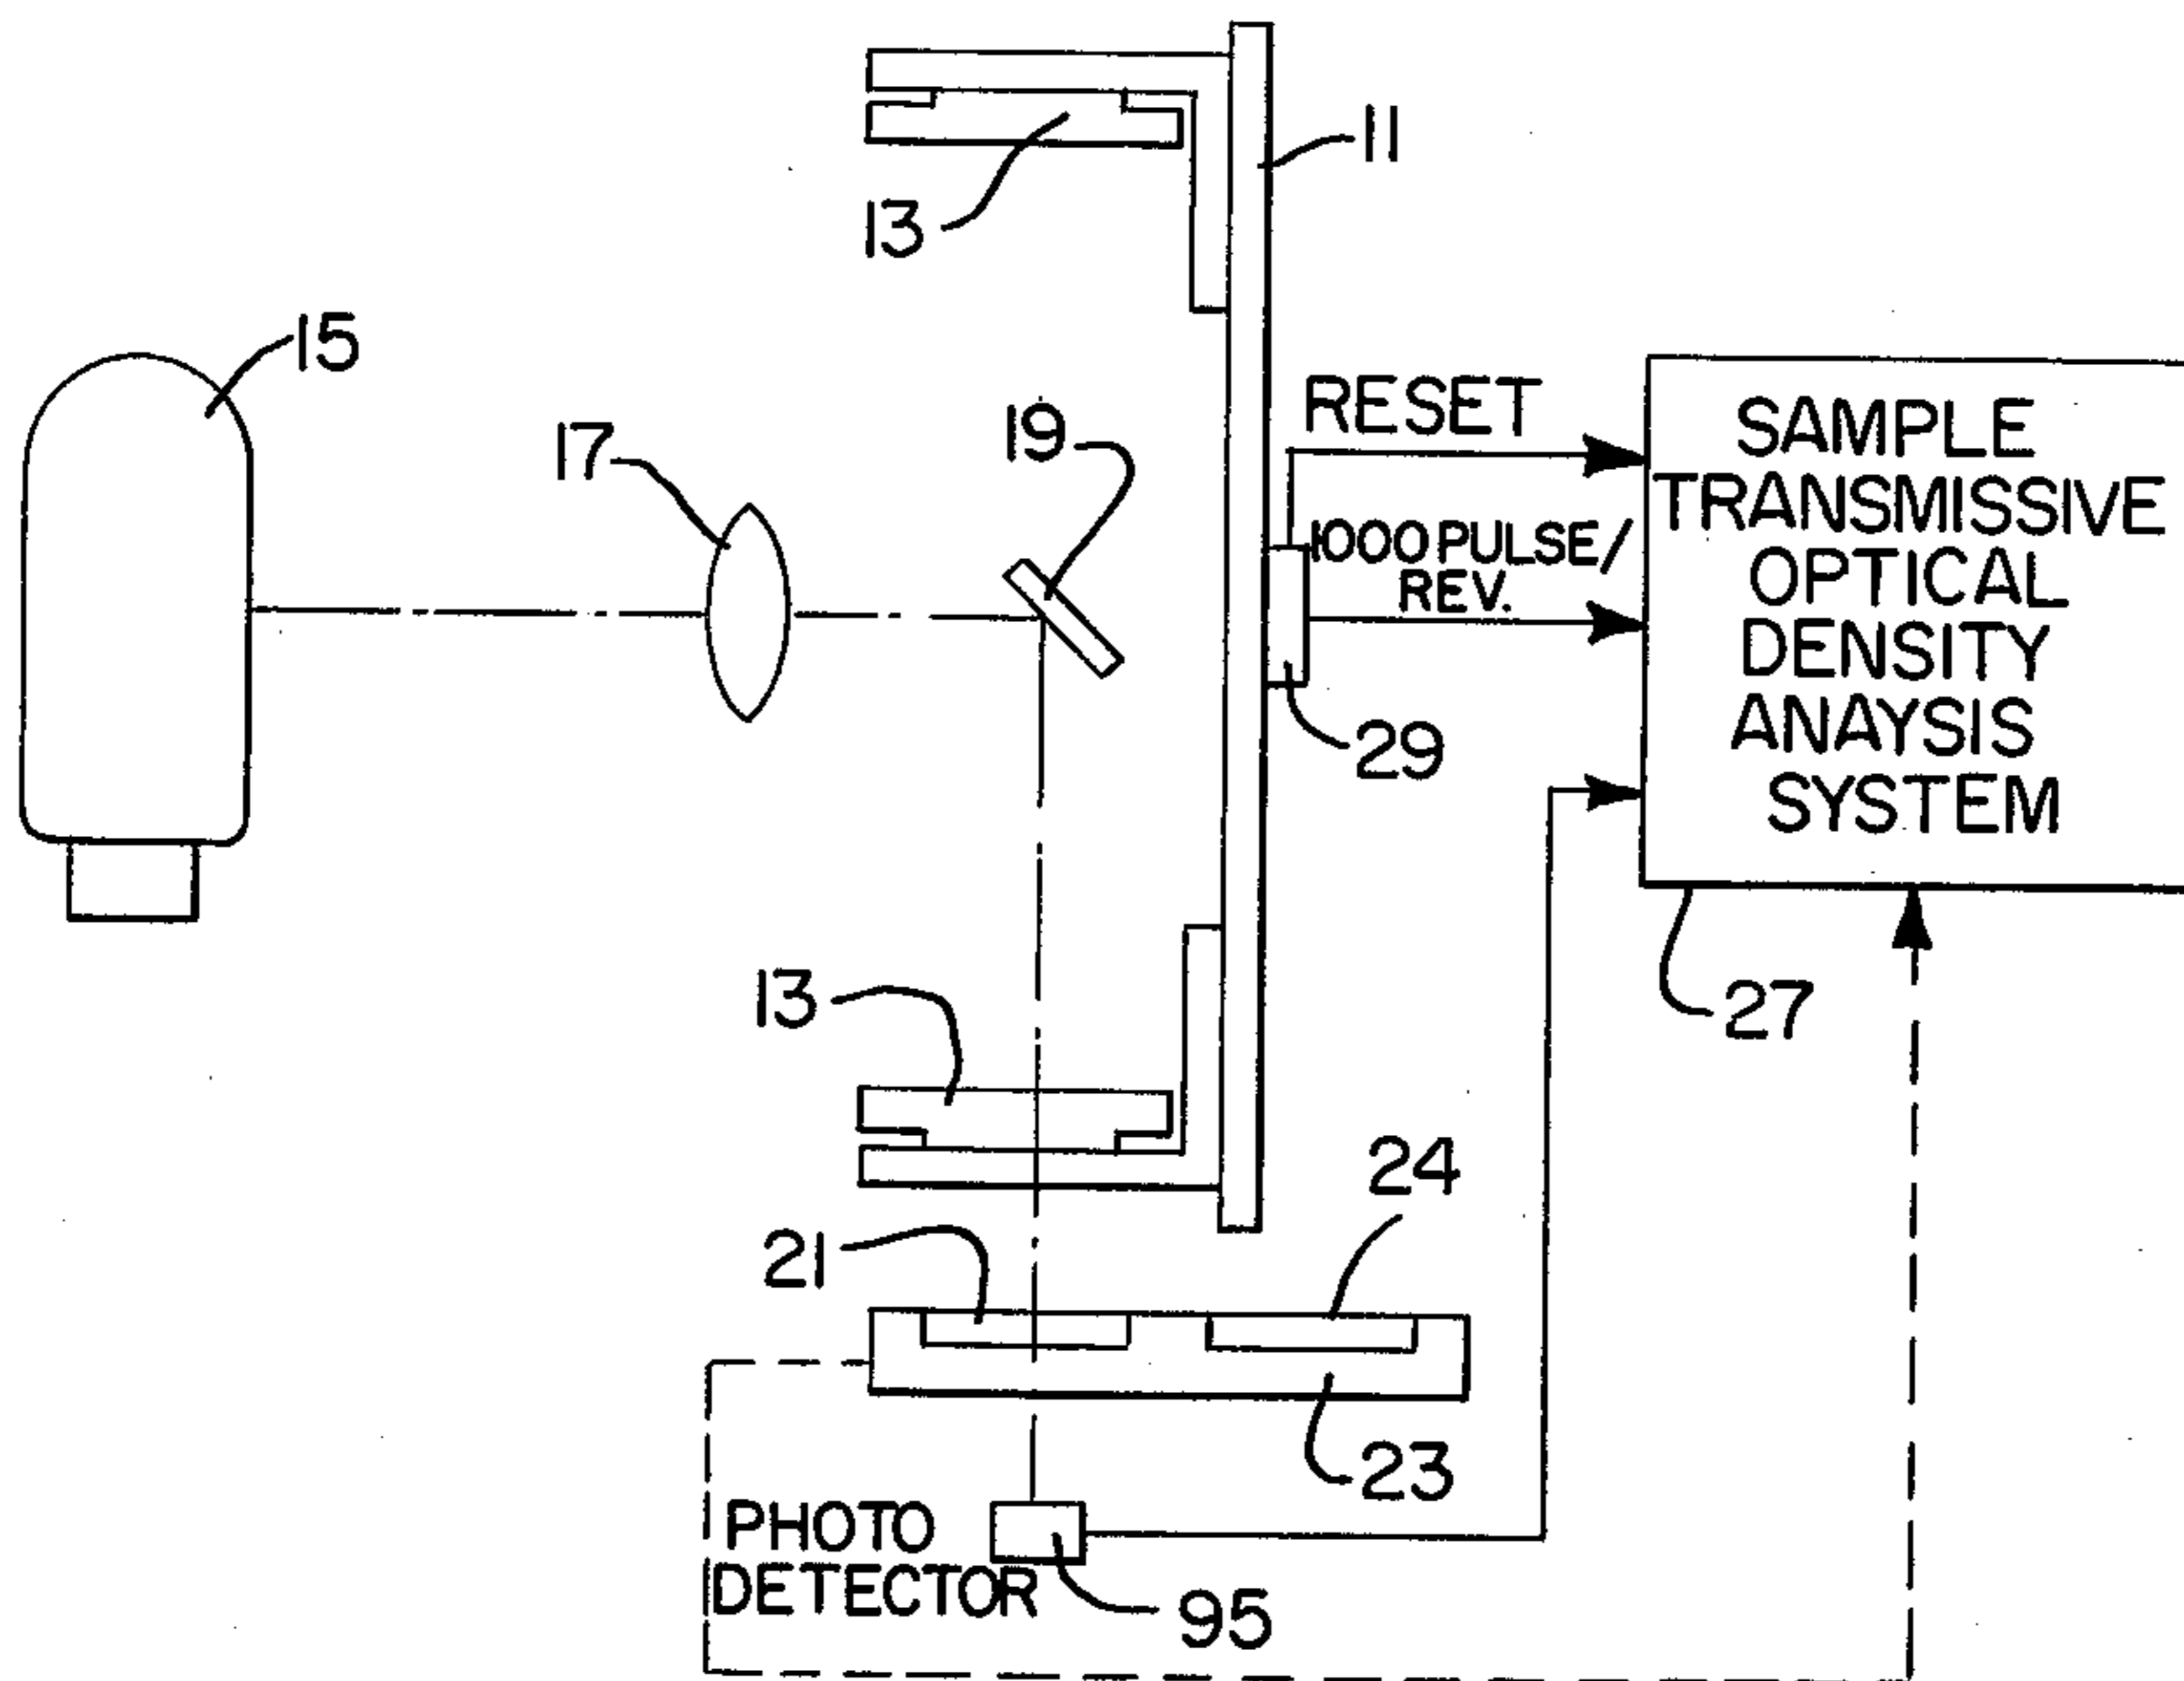 11
13
15
17
19
RESET
1000 PULSE/
REV.
SAMPLE
TRANSMISSIVE
OPTICAL
DENSITY
ANAYSIS
SYSTEM
29
13
27
24
21
23
PHOTO
DETECTOR
95